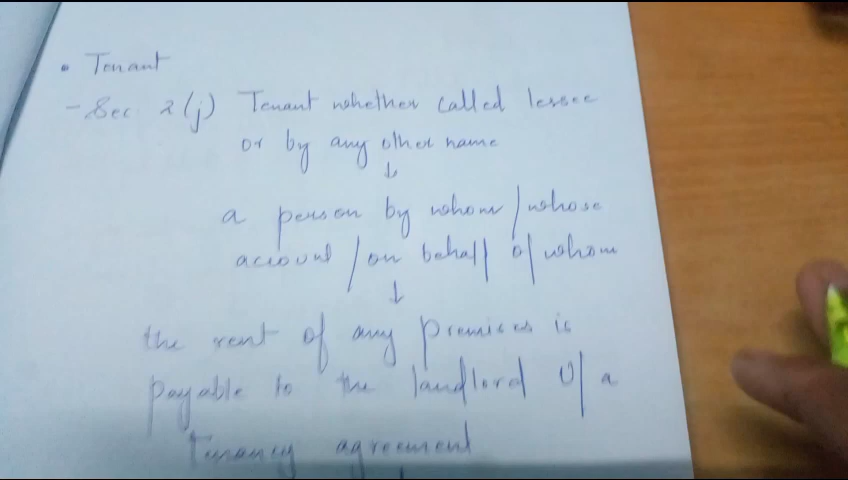 • Tenant
- Sec. 2(j) Tenant whether called lessee
or by any other name
↓
a person by whom/whose
account/on behalf of whom
↓
the rent of any premises is
payable to the landlord U/a
Tenancy agreement